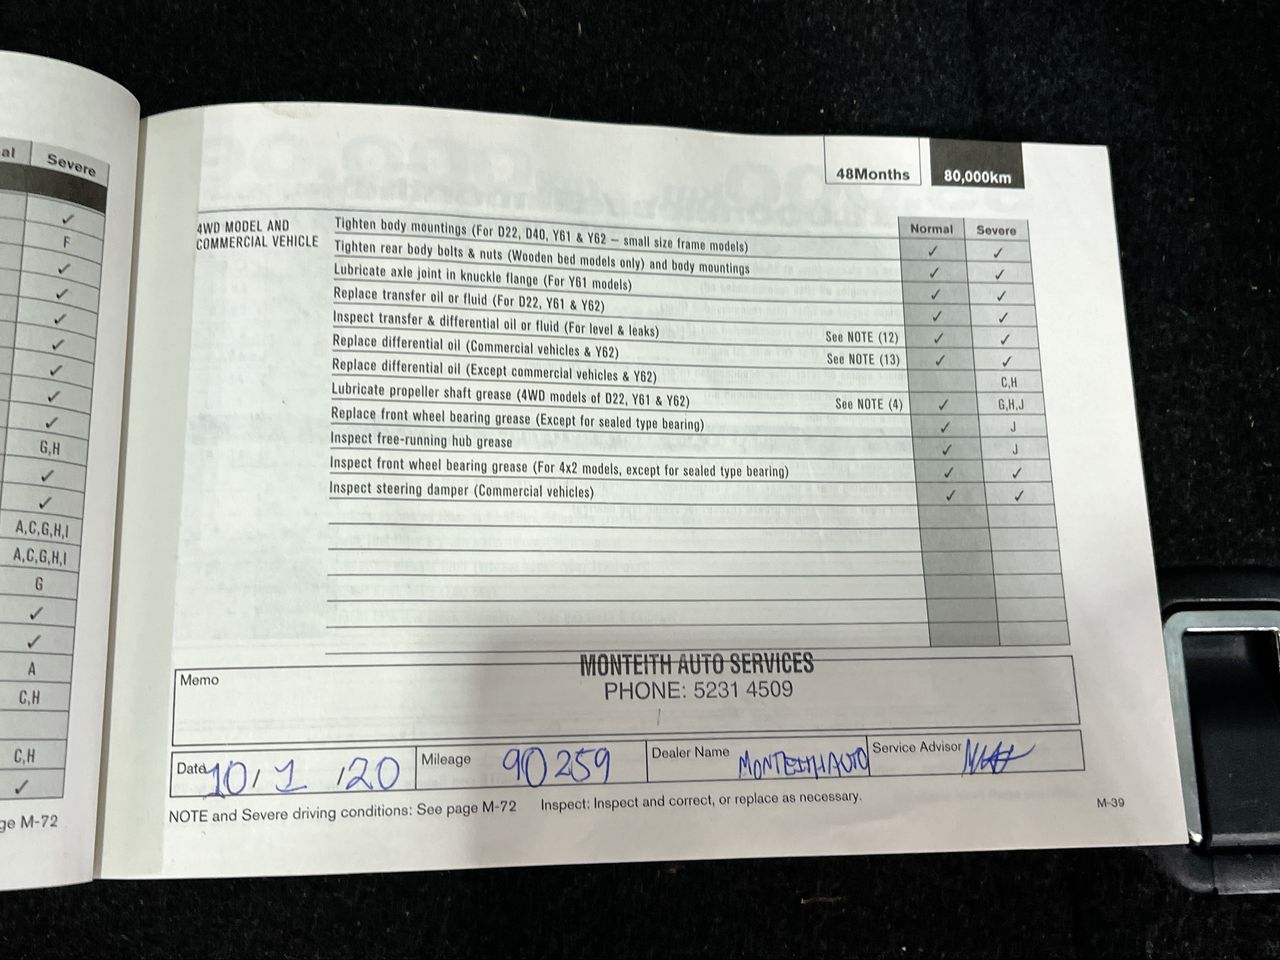 al Severe
✓
F
✓
✓
✓
✓
✓
✓
✓
G,H
✓
✓
A,C,G,H,I
A,C,G,H,I
G
✓
✓
A
C,H
C,H
✓
ge M-72
48Months 80,000km
Normal Severe
4WD MODEL AND
COMMERCIAL VEHICLE
Tighten body mountings (For D22, D40, Y61 & Y62 – small size frame models) ✓ ✓
Tighten rear body bolts & nuts (Wooden bed models only) and body mountings ✓ ✓
Lubricate axle joint in knuckle flange (For Y61 models) ✓ ✓
Replace transfer oil or fluid (For D22, Y61 & Y62) ✓ ✓
Inspect transfer & differential oil or fluid (For level & leaks) See NOTE (12) ✓ ✓
Replace differential oil (Commercial vehicles & Y62) See NOTE (13) ✓ ✓
Replace differential oil (Except commercial vehicles & Y62) C,H
Lubricate propeller shaft grease (4WD models of D22, Y61 & Y62) See NOTE (4) ✓ G,H,J
Replace front wheel bearing grease (Except for sealed type bearing) ✓ J
Inspect free-running hub grease ✓ J
Inspect front wheel bearing grease (For 4x2 models, except for sealed type bearing) ✓ ✓
Inspect steering damper (Commercial vehicles) ✓ ✓
MONTEITH AUTO SERVICES
Memo
PHONE: 5231 4509
Date 10/1/20 Mileage 90259 Dealer Name MONTEITH AUTO Service Advisor
NOTE and Severe driving conditions: See page M-72 Inspect: Inspect and correct, or replace as necessary.
M-39